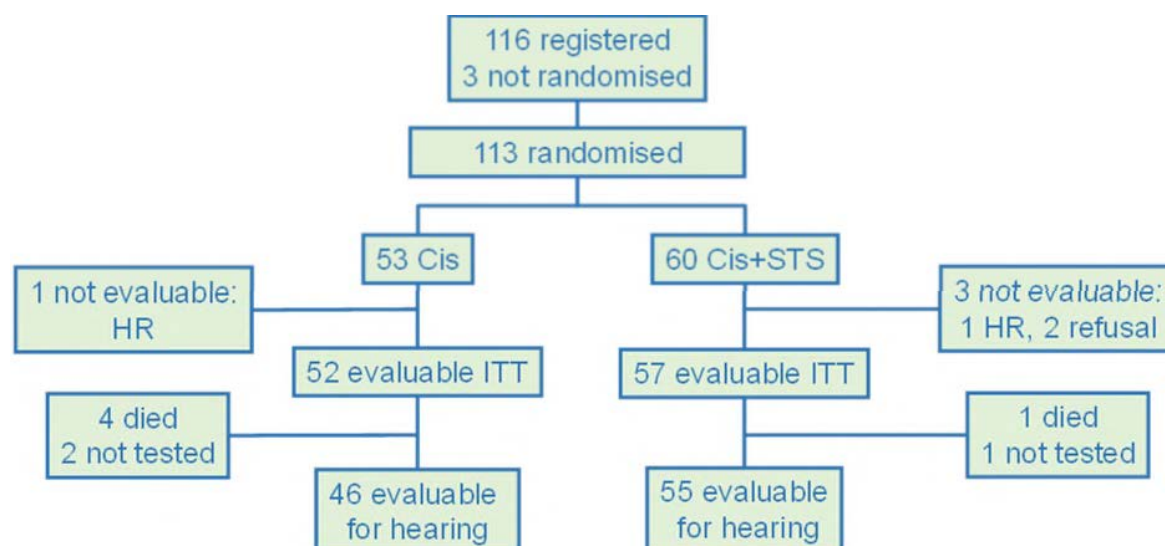 116 registered
3 not randomised
113 randomised
53 Cis
60 Cis+STS
1 not evaluable:
HR
3 not evaluable:
1 HR, 2 refusal
52 evaluable ITT
57 evaluable ITT
4 died
2 not tested
1 died
1 not tested
46 evaluable
for hearing
55 evaluable
for hearing